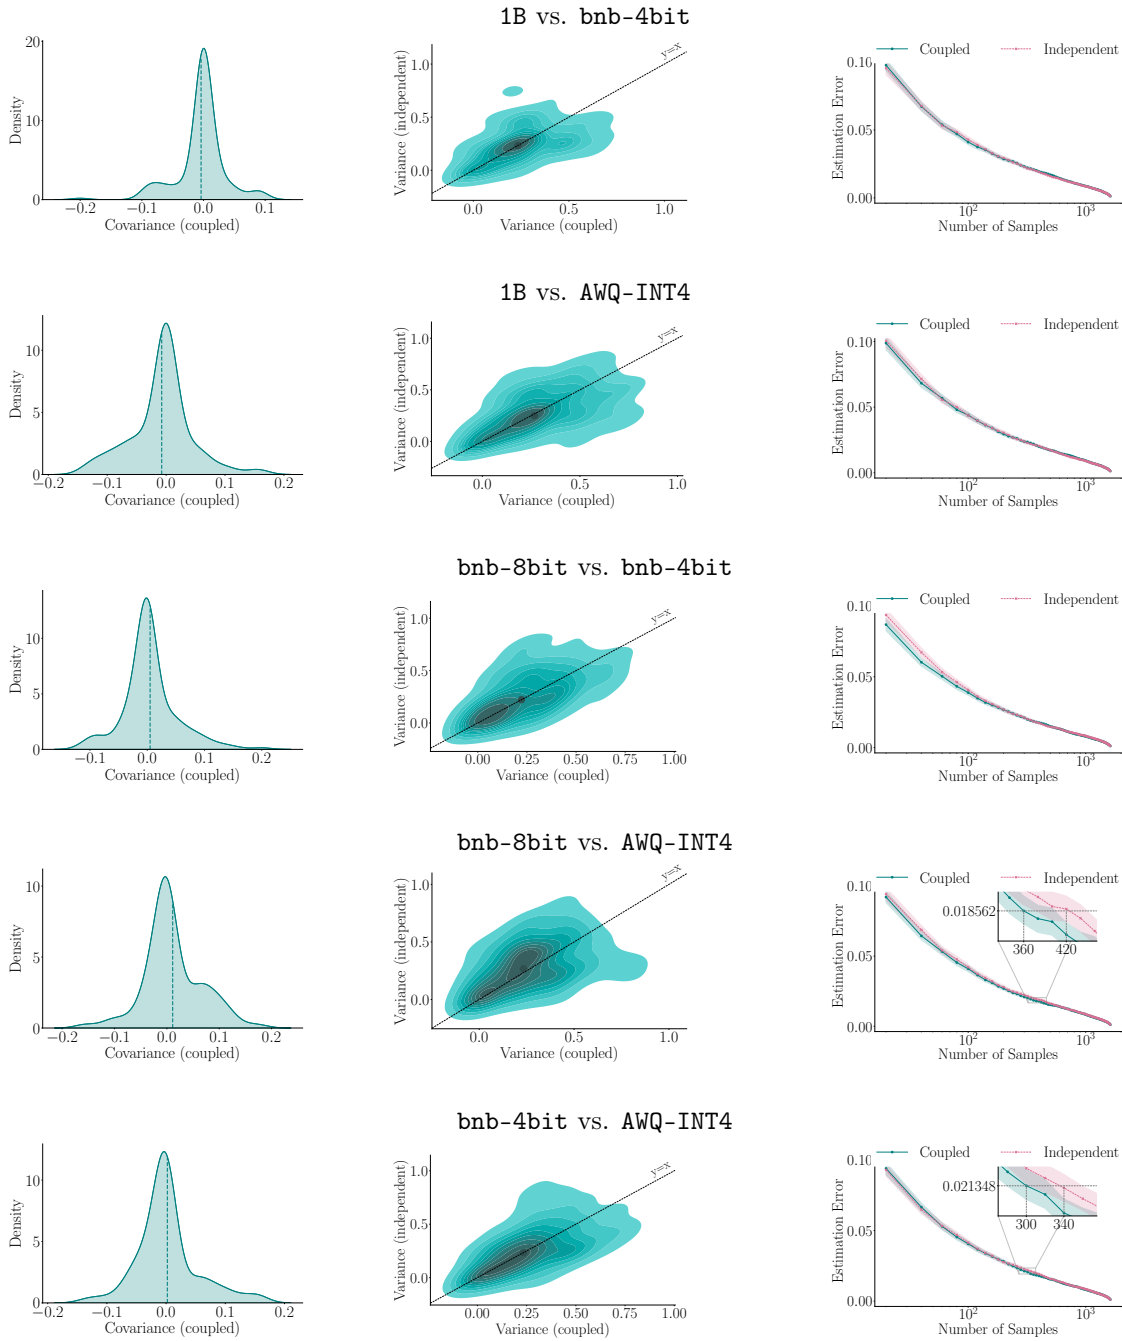 1B vs. bnb-4bit
20
10
0
Density
−0.2 −0.1 0.0 0.1
Covariance (coupled)
1.0
0.5
0.0
Variance (independent)
y=x
0.0 0.5 1.0
Variance (coupled)
Coupled Independent
0.10
0.05
0.00
Estimation Error
10² 10³
Number of Samples
1B vs. AWQ-INT4
10
5
0
Density
−0.2 −0.1 0.0 0.1 0.2
Covariance (coupled)
1.0
0.5
0.0
Variance (independent)
y=x
0.0 0.5 1.0
Variance (coupled)
Coupled Independent
0.10
0.05
0.00
Estimation Error
10² 10³
Number of Samples
bnb-8bit vs. bnb-4bit
10
5
0
Density
−0.1 0.0 0.1 0.2
Covariance (coupled)
1.0
0.5
0.0
Variance (independent)
y=x
0.00 0.25 0.50 0.75 1.00
Variance (coupled)
Coupled Independent
0.10
0.05
0.00
Estimation Error
10² 10³
Number of Samples
bnb-8bit vs. AWQ-INT4
10
5
0
Density
−0.2 −0.1 0.0 0.1 0.2
Covariance (coupled)
1.0
0.5
0.0
Variance (independent)
y=x
0.0 0.5 1.0
Variance (coupled)
Coupled Independent
0.10
0.05
0.00
Estimation Error
0.018562
360 420
10² 10³
Number of Samples
bnb-4bit vs. AWQ-INT4
10
5
0
Density
−0.2 −0.1 0.0 0.1 0.2
Covariance (coupled)
1.0
0.5
0.0
Variance (independent)
y=x
0.00 0.25 0.50 0.75 1.00
Variance (coupled)
Coupled Independent
0.10
0.05
0.00
Estimation Error
0.021348
300 340
10² 10³
Number of Samples